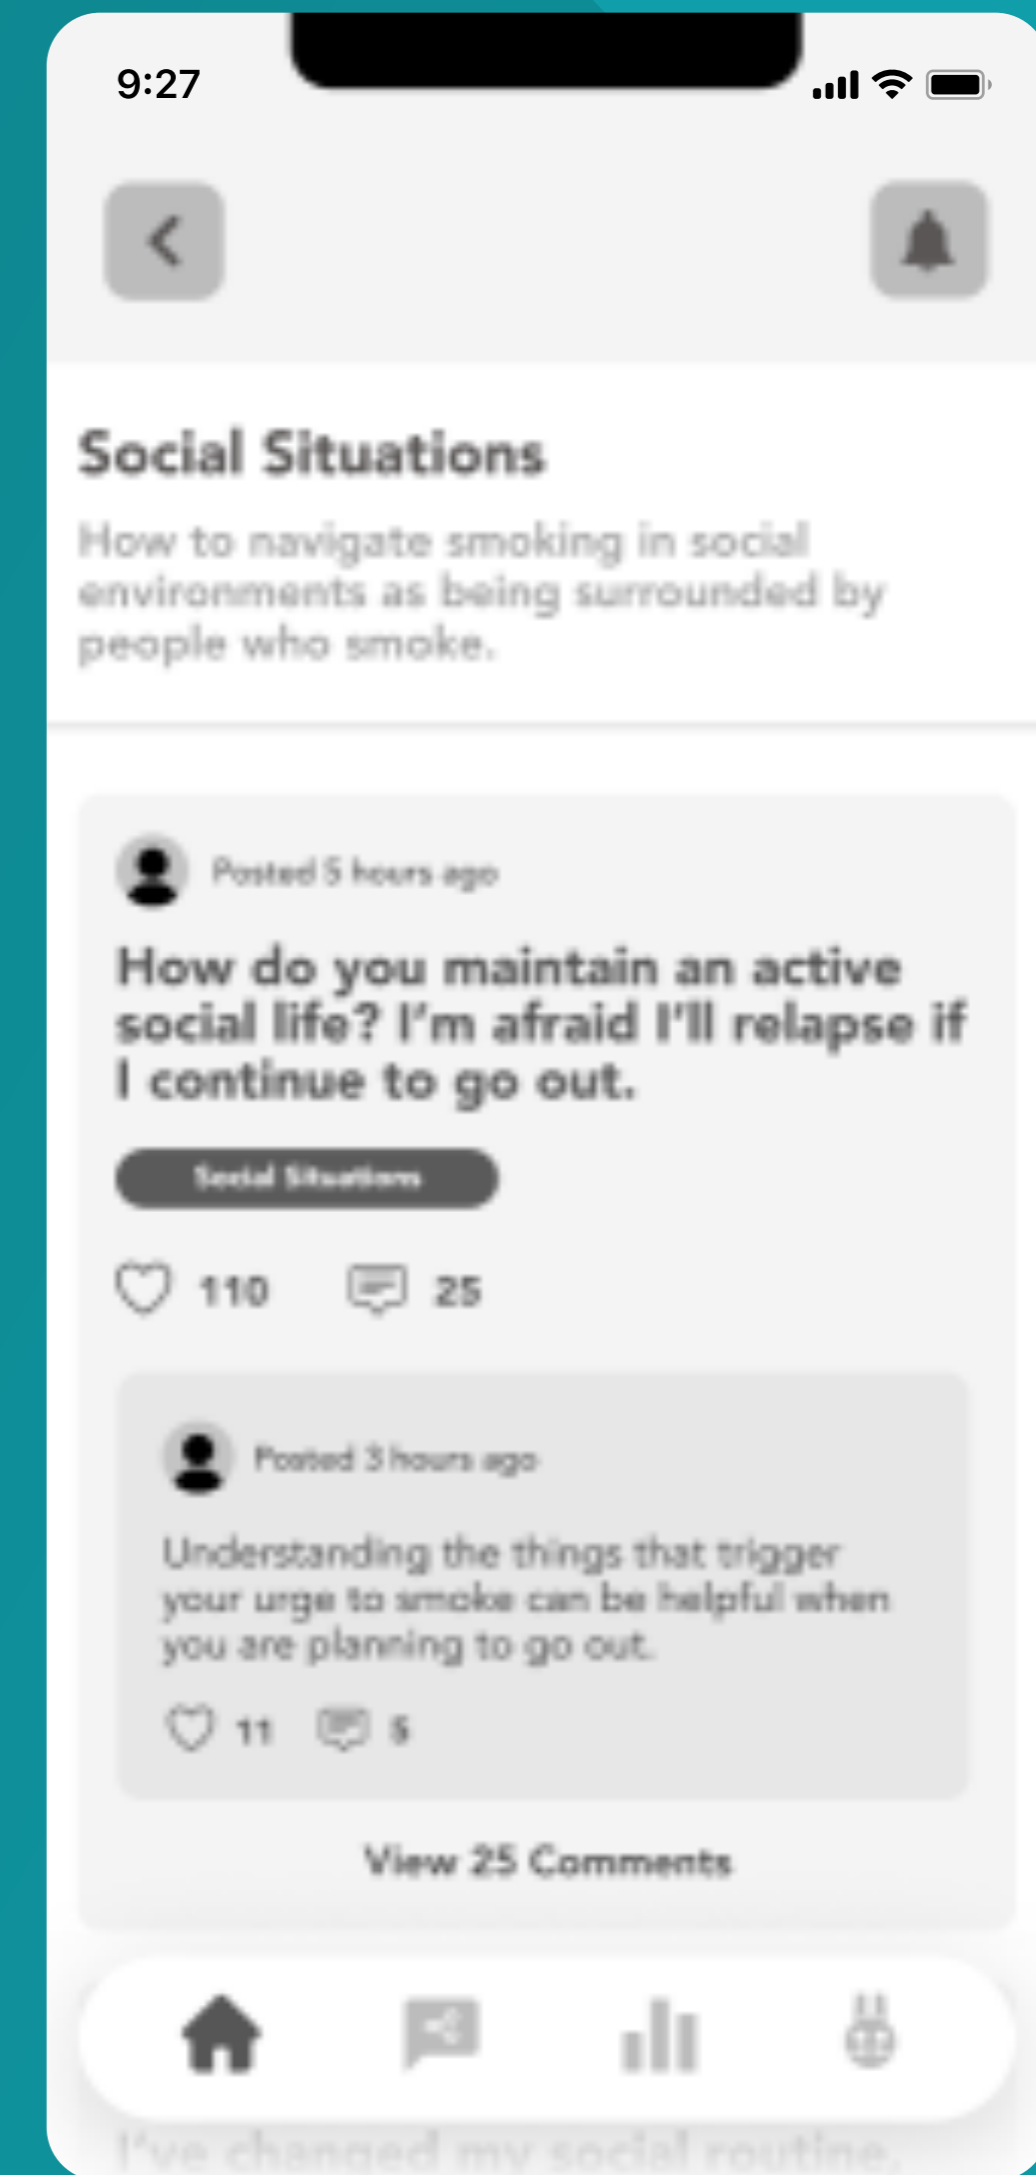 9:27
Social Situations
How to navigate smoking in social
environments as being surrounded by
people who smoke.
Posted 5 hours ago
How do you maintain an active
social life? I'm afraid I'll relapse if
I continue to go out.
Social Situations
110 25
Posted 3 hours ago
Understanding the things that trigger
your urge to smoke can be helpful when
you are planning to go out.
11 5
View 25 Comments
I've changed my social routine.